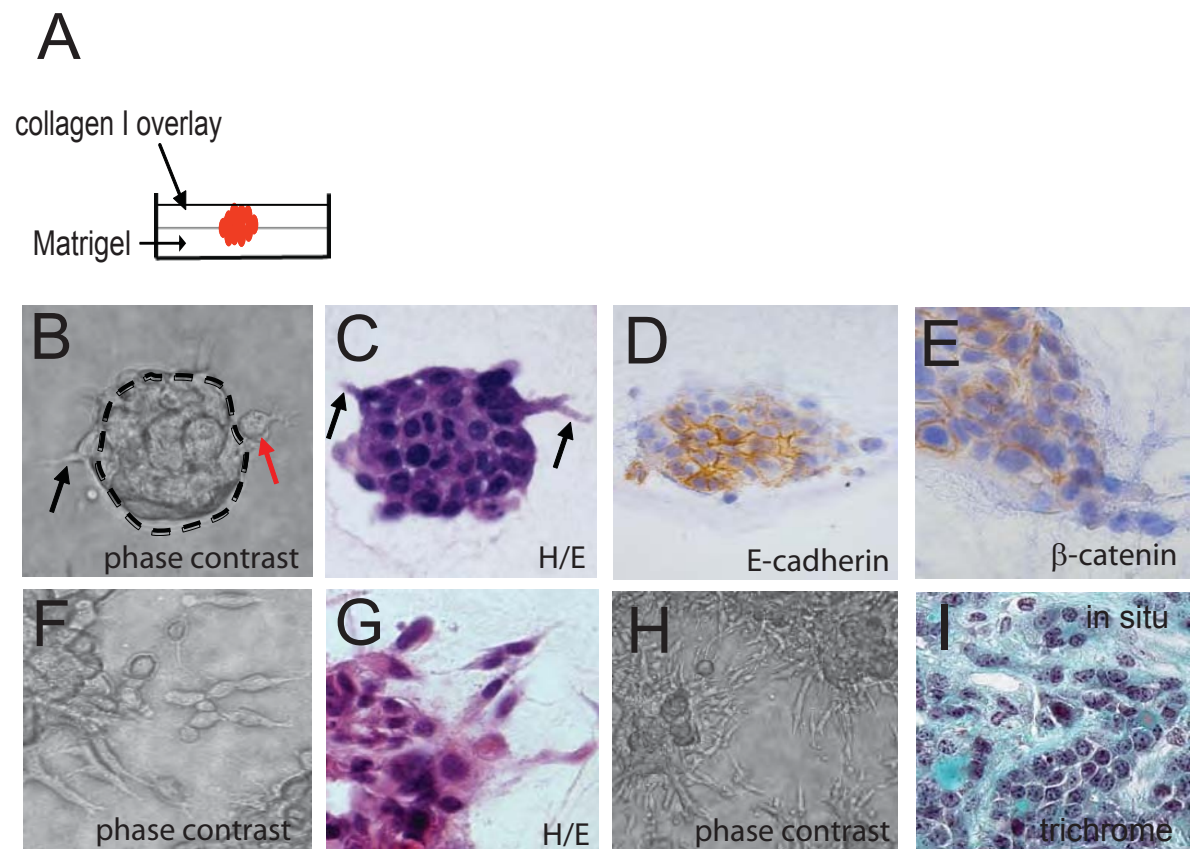 A
collagen I overlay
Matrigel
B
phase contrast
C
H/E
D
E-cadherin
E
β-catenin
F
phase contrast
G
H/E
H
phase contrast
I
in situ
trichrome